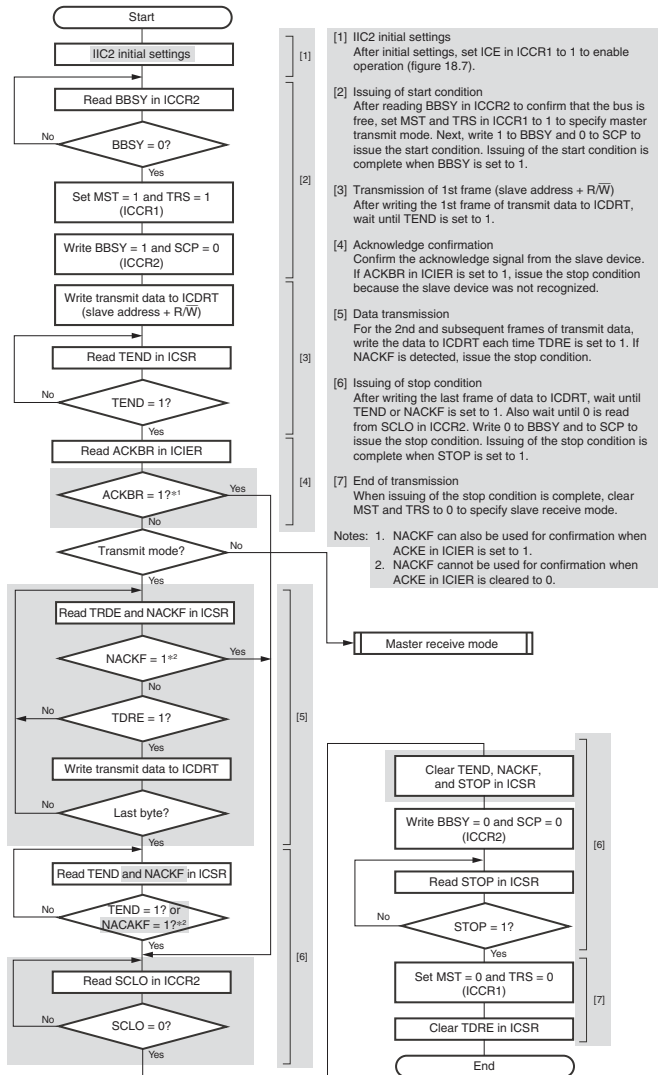 Start
IIC2 initial settings
[1]
Read BBSY in ICCR2
No
BBSY = 0?
Yes
Set MST = 1 and TRS = 1
(ICCR1)
Write BBSY = 1 and SCP = 0
(ICCR2)
[2]
Write transmit data to ICDRT
(slave address + R/W̅)
Read TEND in ICSR
No
TEND = 1?
Yes
[3]
Read ACKBR in ICIER
ACKBR = 1?*1
Yes
No
[4]
Transmit mode?
No
Yes
Read TRDE and NACKF in ICSR
NACKF = 1*2
Yes
No
No
TDRE = 1?
Yes
Write transmit data to ICDRT
No
Last byte?
Yes
[5]
Read TEND and NACKF in ICSR
No
TEND = 1? or
NACAKF = 1?*2
Yes
Read SCLO in ICCR2
No
SCLO = 0?
Yes
[6]
[1] IIC2 initial settings
After initial settings, set ICE in ICCR1 to 1 to enable
operation (figure 18.7).
[2] Issuing of start condition
After reading BBSY in ICCR2 to confirm that the bus is
free, set MST and TRS in ICCR1 to 1 to specify master
transmit mode. Next, write 1 to BBSY and 0 to SCP to
issue the start condition. Issuing of the start condition is
complete when BBSY is set to 1.
[3] Transmission of 1st frame (slave address + R/W̅)
After writing the 1st frame of transmit data to ICDRT,
wait until TEND is set to 1.
[4] Acknowledge confirmation
Confirm the acknowledge signal from the slave device.
If ACKBR in ICIER is set to 1, issue the stop condition
because the slave device was not recognized.
[5] Data transmission
For the 2nd and subsequent frames of transmit data,
write the data to ICDRT each time TDRE is set to 1. If
NACKF is detected, issue the stop condition.
[6] Issuing of stop condition
After writing the last frame of data to ICDRT, wait until
TEND or NACKF is set to 1. Also wait until 0 is read
from SCLO in ICCR2. Write 0 to BBSY and to SCP to
issue the stop condition. Issuing of the stop condition is
complete when STOP is set to 1.
[7] End of transmission
When issuing of the stop condition is complete, clear
MST and TRS to 0 to specify slave receive mode.
Notes: 1. NACKF can also be used for confirmation when
ACKE in ICIER is set to 1.
2. NACKF cannot be used for confirmation when
ACKE in ICIER is cleared to 0.
Master receive mode
Clear TEND, NACKF,
and STOP in ICSR
Write BBSY = 0 and SCP = 0
(ICCR2)
[6]
Read STOP in ICSR
No
STOP = 1?
Yes
Set MST = 0 and TRS = 0
(ICCR1)
[7]
Clear TDRE in ICSR
End